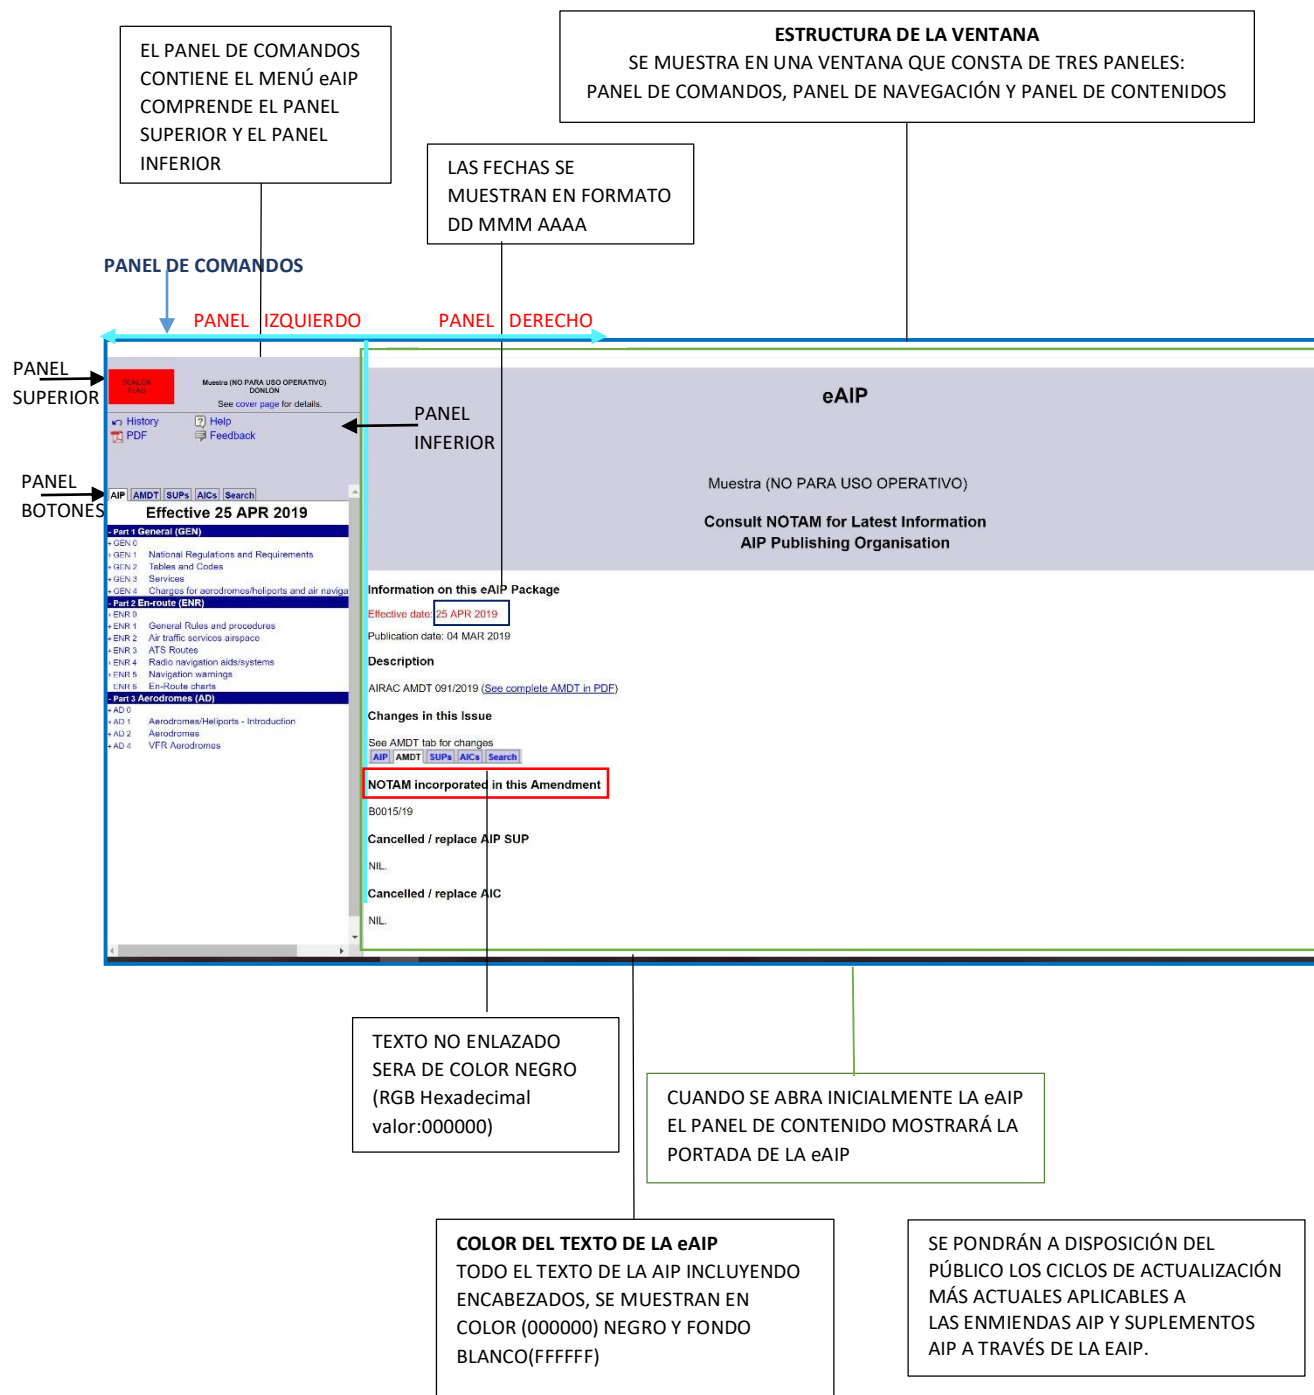 EL PANEL DE COMANDOS
CONTIENE EL MENÚ eAIP
COMPRENDE EL PANEL
SUPERIOR Y EL PANEL
INFERIOR
ESTRUCTURA DE LA VENTANA
SE MUESTRA EN UNA VENTANA QUE CONSTA DE TRES PANELES:
PANEL DE COMANDOS, PANEL DE NAVEGACIÓN Y PANEL DE CONTENIDOS
LAS FECHAS SE
MUESTRAN EN FORMATO
DD MMM AAAA
PANEL DE COMANDOS
PANEL IZQUIERDO
PANEL DERECHO
PANEL
SUPERIOR
DONLON
FLAG
Muestra (NO PARA USO OPERATIVO)
DONLON
See cover page for details.
History
Help
PDF
Feedback
PANEL
INFERIOR
PANEL
BOTONES
AIP AMDT SUPs AICs Search
Effective 25 APR 2019
- Part 1 General (GEN)
+ GEN 0
+ GEN 1 National Regulations and Requirements
+ GEN 2 Tables and Codes
+ GEN 3 Services
+ GEN 4 Charges for aerodromes/heliports and air naviga
- Part 2 En-route (ENR)
+ ENR 0
+ ENR 1 General Rules and procedures
+ ENR 2 Air traffic services airspace
+ ENR 3 ATS Routes
+ ENR 4 Radio navigation aids/systems
+ ENR 5 Navigation warnings
ENR 6 En-Route charts
- Part 3 Aerodromes (AD)
+ AD 0
+ AD 1 Aerodromes/Heliports - Introduction
+ AD 2 Aerodromes
+ AD 4 VFR Aerodromes
eAIP
Muestra (NO PARA USO OPERATIVO)
Consult NOTAM for Latest Information
AIP Publishing Organisation
Information on this eAIP Package
Effective date: 25 APR 2019
Publication date: 04 MAR 2019
Description
AIRAC AMDT 091/2019 (See complete AMDT in PDF)
Changes in this Issue
See AMDT tab for changes
AIP AMDT SUPs AICs Search
NOTAM incorporated in this Amendment
B0015/19
Cancelled / replace AIP SUP
NIL.
Cancelled / replace AIC
NIL.
TEXTO NO ENLAZADO
SERA DE COLOR NEGRO
(RGB Hexadecimal
valor:000000)
CUANDO SE ABRA INICIALMENTE LA eAIP
EL PANEL DE CONTENIDO MOSTRARÁ LA
PORTADA DE LA eAIP
COLOR DEL TEXTO DE LA eAIP
TODO EL TEXTO DE LA AIP INCLUYENDO
ENCABEZADOS, SE MUESTRAN EN
COLOR (000000) NEGRO Y FONDO
BLANCO(FFFFFF)
SE PONDRÁN A DISPOSICIÓN DEL
PÚBLICO LOS CICLOS DE ACTUALIZACIÓN
MÁS ACTUALES APLICABLES A
LAS ENMIENDAS AIP Y SUPLEMENTOS
AIP A TRAVÉS DE LA EAIP.